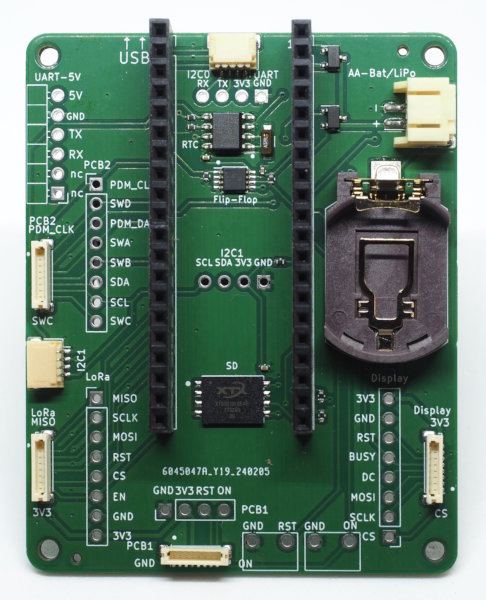 USB
UART-5V
5V
GND
TX
RX
nc
nc
I2C0 UART
RX TX 3V3 GND
RTC
Flip-Flop
AA-Bat/LiPo
-
+
PCB2
PDM_CL
SWD
PDM_DA
SWA
SWB
SDA
SCL
SWC
PCB2
PDM_CLK
SWC
I2C1
SCL SDA 3V3 GND
I2C1
SD
XTX
LoRa
MISO
SCLK
MOSI
RST
CS
EN
GND
3V3
LoRa
MISO
3V3
Display
3V3
GND
RST
BUSY
DC
MOSI
SCLK
CS
Display
3V3
CS
6045047A_Y19_240205
GND 3V3 RST ON
PCB1
PCB1
GND
ON
GND RST
GND ON